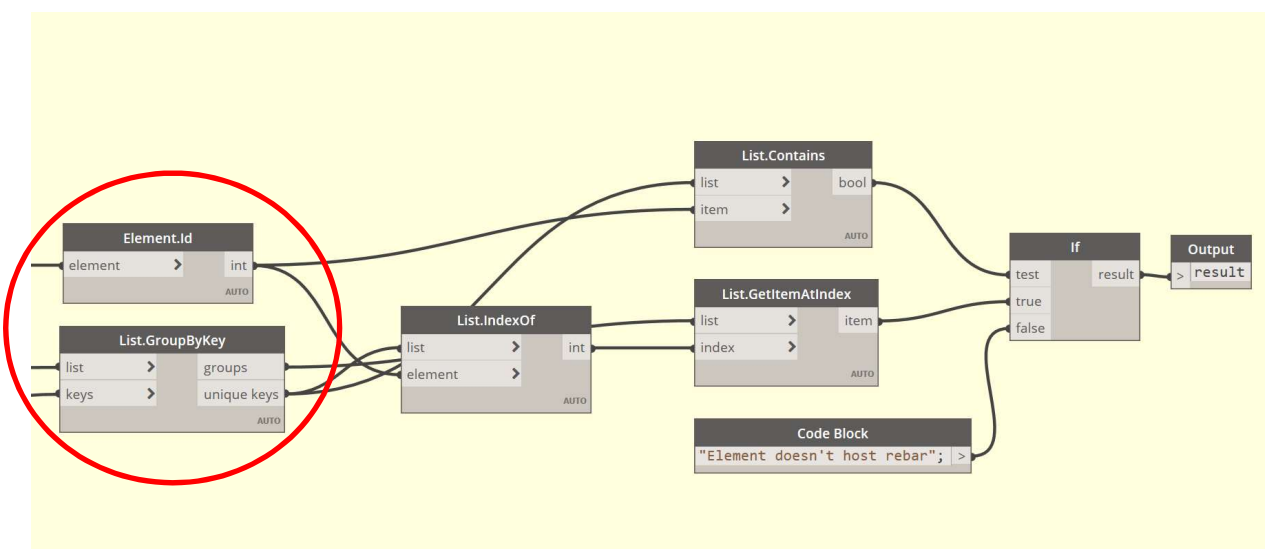 Element.Id
element > int
AUTO
List.GroupByKey
list > groups
keys > unique keys
AUTO
List.IndexOf
list > int
element >
AUTO
List.Contains
list > bool
item >
AUTO
List.GetItemAtIndex
list > item
index >
AUTO
Code Block
"Element doesn't host rebar"; >
If
test result
true
false
Output
> result